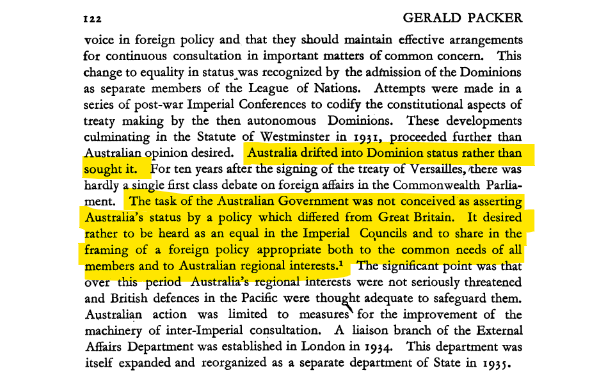 122 GERALD PACKER
voice in foreign policy and that they should maintain effective arrangements
for continuous consultation in important matters of common concern. This
change to equality in status was recognized by the admission of the Dominions
as separate members of the League of Nations. Attempts were made in a
series of post-war Imperial Conferences to codify the constitutional aspects of
treaty making by the then autonomous Dominions. These developments
culminating in the Statute of Westminster in 1931, proceeded further than
Australian opinion desired. Australia drifted into Dominion status rather than
sought it. For ten years after the signing of the treaty of Versailles, there was
hardly a single first class debate on foreign affairs in the Commonwealth Parlia-
ment. The task of the Australian Government was not conceived as asserting
Australia's status by a policy which differed from Great Britain. It desired
rather to be heard as an equal in the Imperial Councils and to share in the
framing of a foreign policy appropriate both to the common needs of all
members and to Australian regional interests.¹ The significant point was that
over this period Australia's regional interests were not seriously threatened
and British defences in the Pacific were thought adequate to safeguard them.
Australian action was limited to measures for the improvement of the
machinery of inter-Imperial consultation. A liaison branch of the External
Affairs Department was established in London in 1934. This department was
itself expanded and reorganized as a separate department of State in 1935.